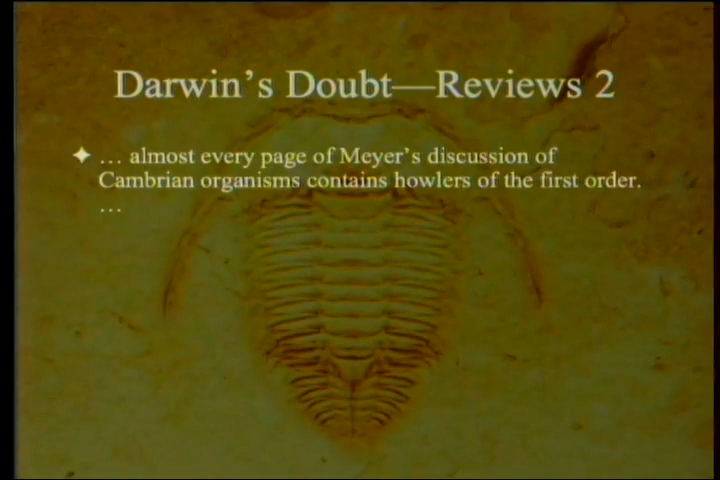 Darwin's Doubt—Reviews 2
… almost every page of Meyer's discussion of
Cambrian organisms contains howlers of the first order.
…